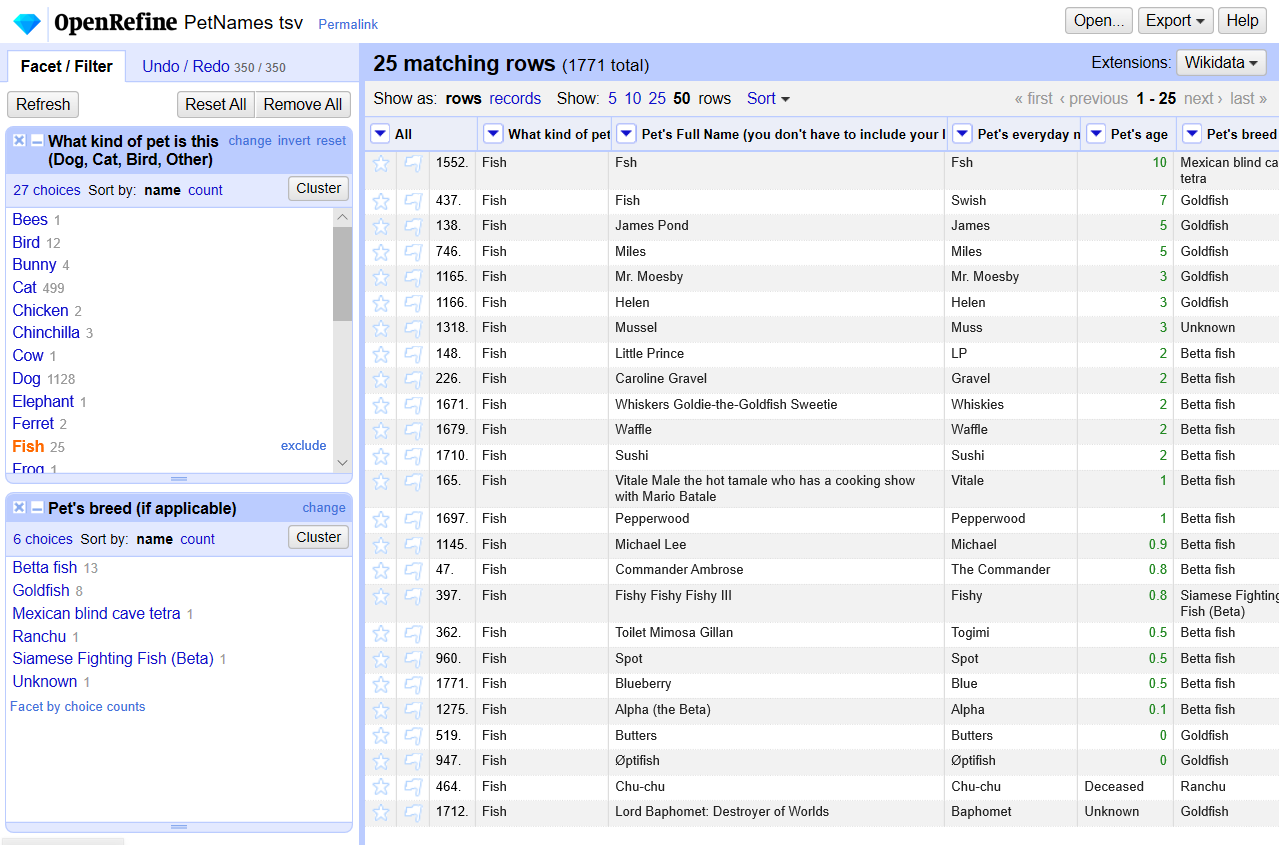 OpenRefine PetNames tsv Permalink Open... Export Help
Facet / Filter Undo / Redo 350 / 350
25 matching rows (1771 total) Extensions: Wikidata
Refresh Reset All Remove All
Show as: rows records Show: 5 10 25 50 rows Sort « first ‹ previous 1 - 25 next › last »
What kind of pet is this (Dog, Cat, Bird, Other) change invert reset
27 choices Sort by: name count Cluster
Bees 1
Bird 12
Bunny 4
Cat 499
Chicken 2
Chinchilla 3
Cow 1
Dog 1128
Elephant 1
Ferret 2
Fish 25 exclude
Frog 1
Pet's breed (if applicable) change
6 choices Sort by: name count Cluster
Betta fish 13
Goldfish 8
Mexican blind cave tetra 1
Ranchu 1
Siamese Fighting Fish (Beta) 1
Unknown 1
Facet by choice counts
All What kind of pet Pet's Full Name (you don't have to include your l Pet's everyday n Pet's age Pet's breed
1552. Fish Fsh Fsh 10 Mexican blind ca
tetra
437. Fish Fish Swish 7 Goldfish
138. Fish James Pond James 5 Goldfish
746. Fish Miles Miles 5 Goldfish
1165. Fish Mr. Moesby Mr. Moesby 3 Goldfish
1166. Fish Helen Helen 3 Goldfish
1318. Fish Mussel Muss 3 Unknown
148. Fish Little Prince LP 2 Betta fish
226. Fish Caroline Gravel Gravel 2 Betta fish
1671. Fish Whiskers Goldie-the-Goldfish Sweetie Whiskies 2 Betta fish
1679. Fish Waffle Waffle 2 Betta fish
1710. Fish Sushi Sushi 2 Betta fish
165. Fish Vitale Male the hot tamale who has a cooking show Vitale 1 Betta fish
with Mario Batale
1697. Fish Pepperwood Pepperwood 1 Betta fish
1145. Fish Michael Lee Michael 0.9 Betta fish
47. Fish Commander Ambrose The Commander 0.8 Betta fish
397. Fish Fishy Fishy Fishy III Fishy 0.8 Siamese Fighting
Fish (Beta)
362. Fish Toilet Mimosa Gillan Togimi 0.5 Betta fish
960. Fish Spot Spot 0.5 Betta fish
1771. Fish Blueberry Blue 0.5 Betta fish
1275. Fish Alpha (the Beta) Alpha 0.1 Betta fish
519. Fish Butters Butters 0 Goldfish
947. Fish Øptifish Øptifish 0 Goldfish
464. Fish Chu-chu Chu-chu Deceased Ranchu
1712. Fish Lord Baphomet: Destroyer of Worlds Baphomet Unknown Goldfish